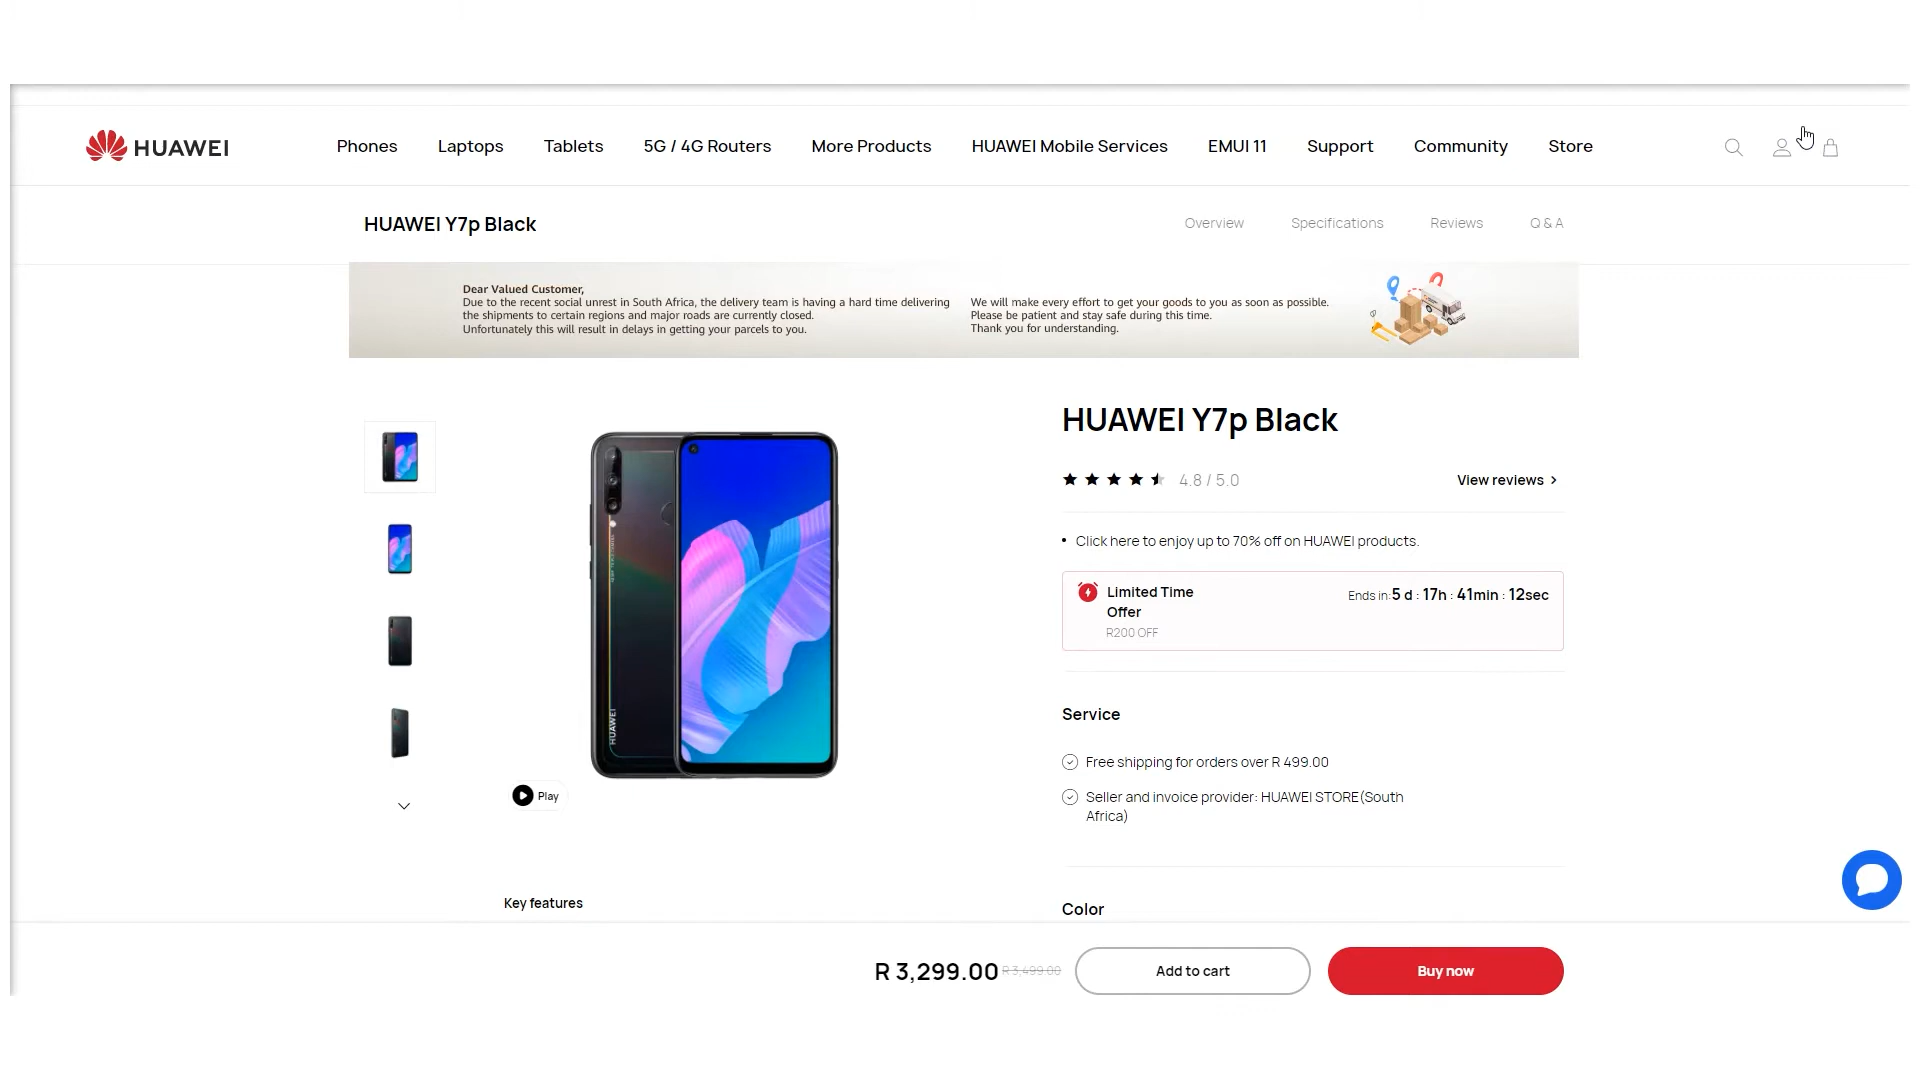 HUAWEI
Phones
Laptops
Tablets
5G / 4G Routers
More Products
HUAWEI Mobile Services
EMUI 11
Support
Community
Store
HUAWEI Y7p Black
Overview
Specifications
Reviews
Q & A
Dear Valued Customer,
Due to the recent social unrest in South Africa, the delivery team is having a hard time delivering
the shipments to certain regions and major roads are currently closed.
Unfortunately this will result in delays in getting your parcels to you.
We will make every effort to get your goods to you as soon as possible.
Please be patient and stay safe during this time.
Thank you for understanding.
HUAWEI
Play
Key features
HUAWEI Y7p Black
4.8 / 5.0
View reviews
• Click here to enjoy up to 70% off on HUAWEI products.
Limited Time
Offer
R200 OFF
Ends in:5 d : 17h : 41min : 12sec
Service
Free shipping for orders over R 499.00
Seller and invoice provider: HUAWEI STORE(South
Africa)
Color
R 3,299.00 R 3,499.00
Add to cart
Buy now